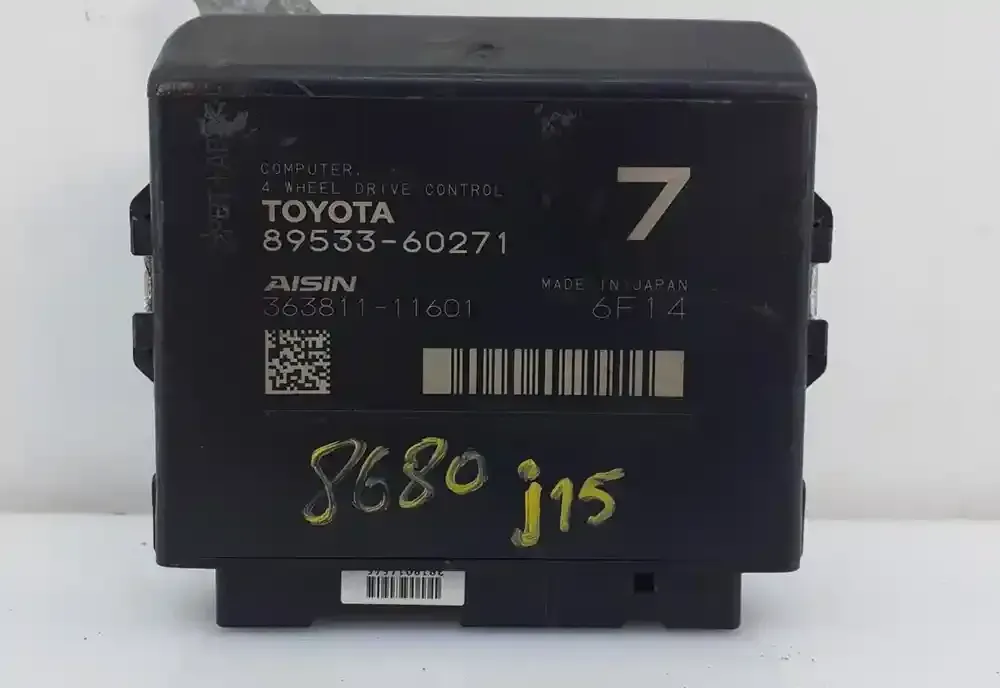 COMPUTER,
4 WHEEL DRIVE CONTROL
TOYOTA
89533-60271
7
AISIN
MADE IN JAPAN
363811-11601
6F14
8680 j15